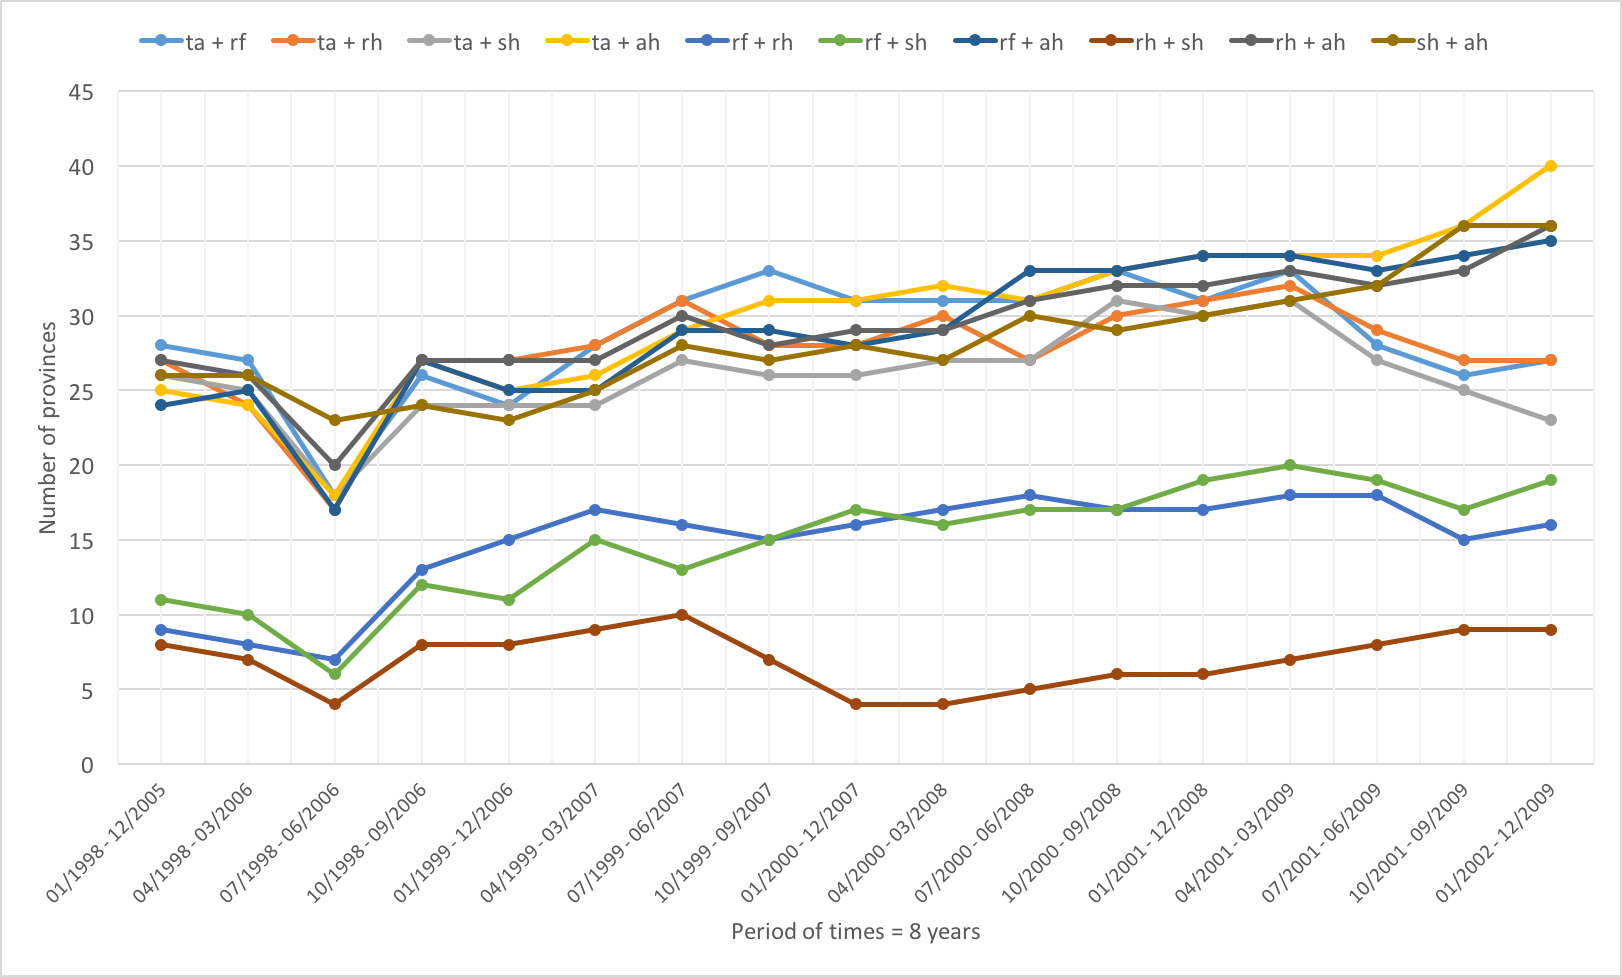 ta + rf ta + rh ta + sh ta + ah rf + rh rf + sh rf + ah rh + sh rh + ah sh + ah
45
40
35
30
25
20
15
10
5
0
Number of provinces
01/1998 - 12/2005
04/1998 - 03/2006
07/1998 - 06/2006
10/1998 - 09/2006
01/1999 - 12/2006
04/1999 - 03/2007
07/1999 - 06/2007
10/1999 - 09/2007
01/2000 - 12/2007
04/2000 - 03/2008
07/2000 - 06/2008
10/2000 - 09/2008
01/2001 - 12/2008
04/2001 - 03/2009
07/2001 - 06/2009
10/2001 - 09/2009
01/2002 - 12/2009
Period of times = 8 years